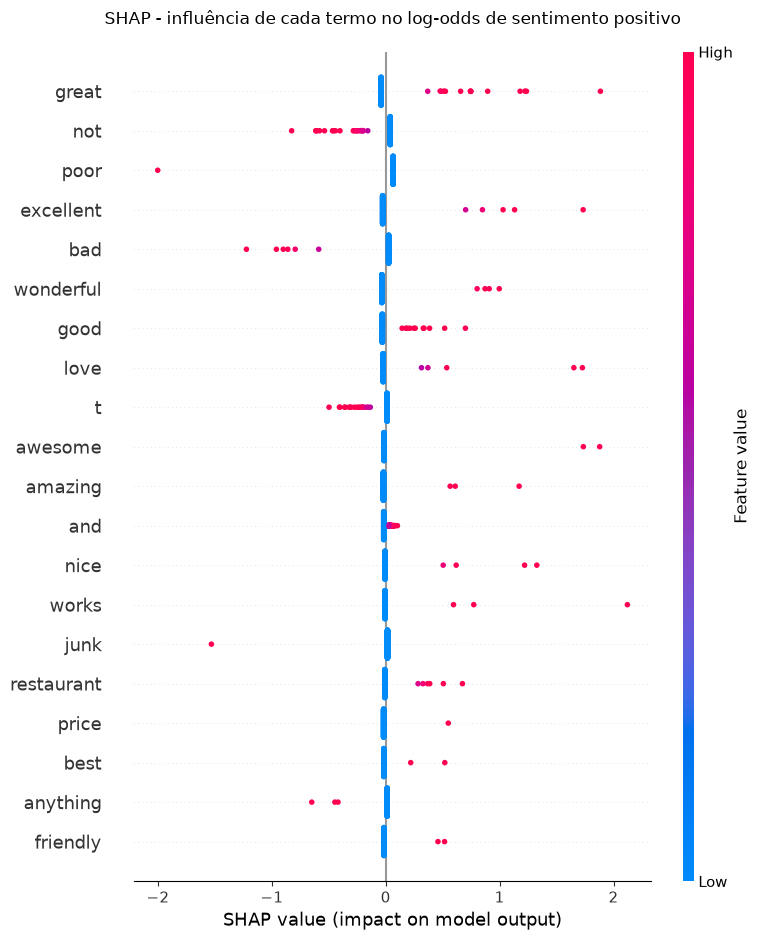 SHAP - influência de cada termo no log-odds de sentimento positivo
High
great
not
poor
excellent
bad
wonderful
good
love
t
awesome
amazing
and
nice
works
junk
restaurant
price
best
anything
friendly
Feature value
Low
−2
−1
0
1
2
SHAP value (impact on model output)